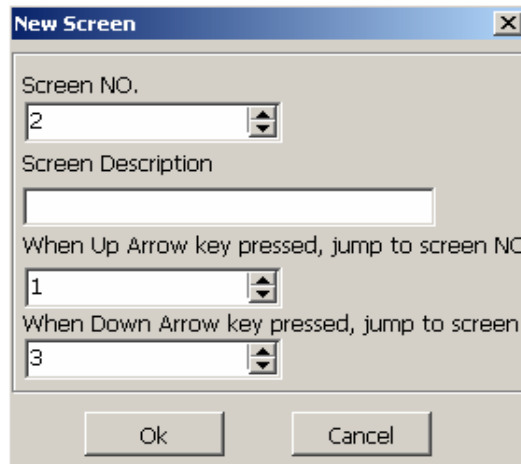 New Screen
Screen NO.
2
Screen Description
When Up Arrow key pressed, jump to screen NO
1
When Down Arrow key pressed, jump to screen
3
Ok Cancel